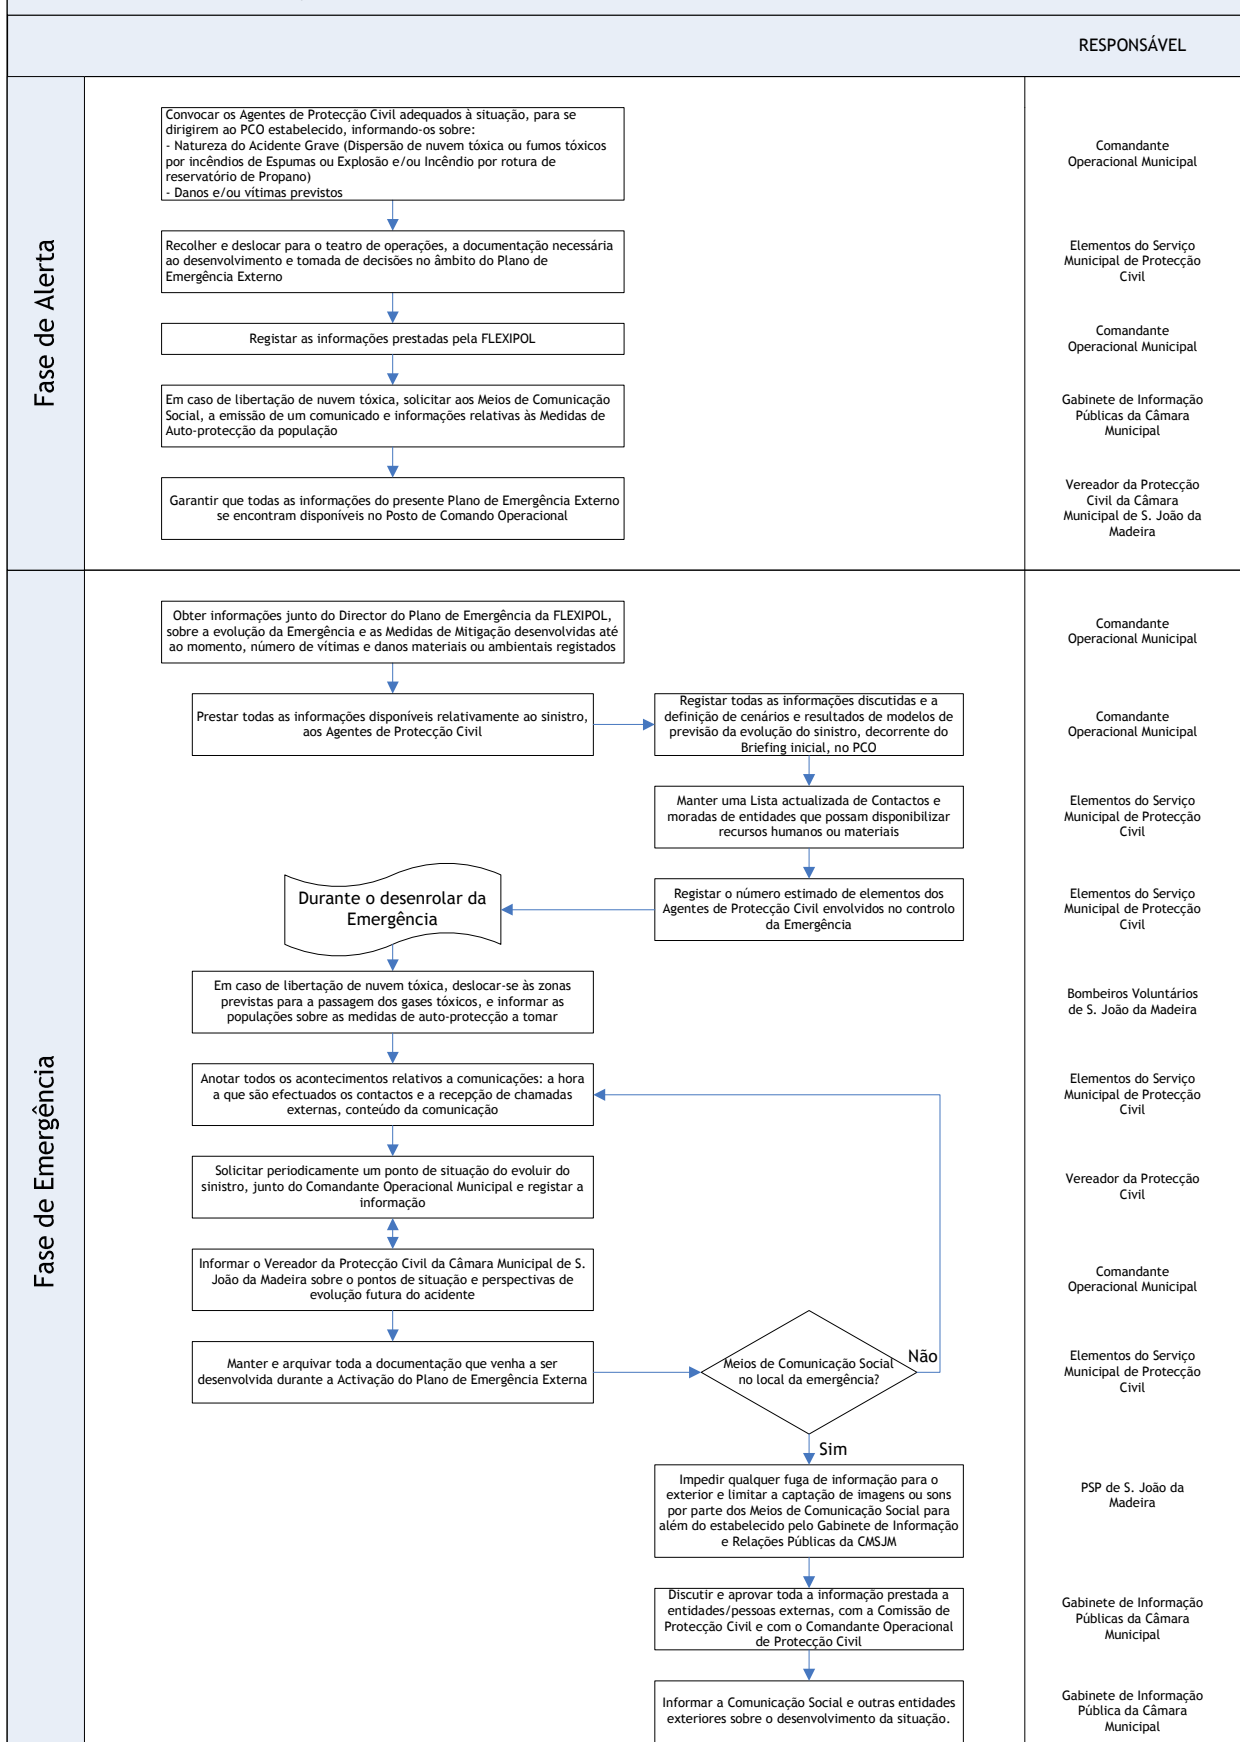 RESPONSÁVEL
Fase de Alerta
Convocar os Agentes de Protecção Civil adequados à situação, para se
dirigirem ao PCO estabelecido, informando-os sobre:
- Natureza do Acidente Grave (Dispersão de nuvem tóxica ou fumos tóxicos
por incêndios de Espumas ou Explosão e/ou Incêndio por rotura de
reservatório de Propano)
- Danos e/ou vítimas previstos
Comandante
Operacional Municipal
Recolher e deslocar para o teatro de operações, a documentação necessária
ao desenvolvimento e tomada de decisões no âmbito do Plano de
Emergência Externo
Elementos do Serviço
Municipal de Protecção
Civil
Registar as informações prestadas pela FLEXIPOL
Comandante
Operacional Municipal
Em caso de libertação de nuvem tóxica, solicitar aos Meios de Comunicação
Social, a emissão de um comunicado e informações relativas às Medidas de
Auto-protecção da população
Gabinete de Informação
Públicas da Câmara
Municipal
Garantir que todas as informações do presente Plano de Emergência Externo
se encontram disponíveis no Posto de Comando Operacional
Vereador da Protecção
Civil da Câmara
Municipal de S. João da
Madeira
Fase de Emergência
Obter informações junto do Director do Plano de Emergência da FLEXIPOL,
sobre a evolução da Emergência e as Medidas de Mitigação desenvolvidas até
ao momento, número de vítimas e danos materiais ou ambientais registados
Comandante
Operacional Municipal
Prestar todas as informações disponíveis relativamente ao sinistro,
aos Agentes de Protecção Civil
Registar todas as informações discutidas e a
definição de cenários e resultados de modelos de
previsão da evolução do sinistro, decorrente do
Briefing inicial, no PCO
Comandante
Operacional Municipal
Manter uma Lista actualizada de Contactos e
moradas de entidades que possam disponibilizar
recursos humanos ou materiais
Elementos do Serviço
Municipal de Protecção
Civil
Durante o desenrolar da
Emergência
Registar o número estimado de elementos dos
Agentes de Protecção Civil envolvidos no controlo
da Emergência
Elementos do Serviço
Municipal de Protecção
Civil
Em caso de libertação de nuvem tóxica, deslocar-se às zonas
previstas para a passagem dos gases tóxicos, e informar as
populações sobre as medidas de auto-protecção a tomar
Bombeiros Voluntários
de S. João da Madeira
Anotar todos os acontecimentos relativos a comunicações: a hora
a que são efectuados os contactos e a recepção de chamadas
externas, conteúdo da comunicação
Elementos do Serviço
Municipal de Protecção
Civil
Solicitar periodicamente um ponto de situação do evoluir do
sinistro, junto do Comandante Operacional Municipal e registar a
informação
Vereador da Protecção
Civil
Informar o Vereador da Protecção Civil da Câmara Municipal de S.
João da Madeira sobre o pontos de situação e perspectivas de
evolução futura do acidente
Comandante
Operacional Municipal
Manter e arquivar toda a documentação que venha a ser
desenvolvida durante a Activação do Plano de Emergência Externa
Meios de Comunicação Social
no local da emergência?
Não
Elementos do Serviço
Municipal de Protecção
Civil
Sim
Impedir qualquer fuga de informação para o
exterior e limitar a captação de imagens ou sons
por parte dos Meios de Comunicação Social para
além do estabelecido pelo Gabinete de Informação
e Relações Públicas da CMSJM
PSP de S. João da
Madeira
Discutir e aprovar toda a informação prestada a
entidades/pessoas externas, com a Comissão de
Protecção Civil e com o Comandante Operacional
de Protecção Civil
Gabinete de Informação
Públicas da Câmara
Municipal
Informar a Comunicação Social e outras entidades
exteriores sobre o desenvolvimento da situação.
Gabinete de Informação
Pública da Câmara
Municipal